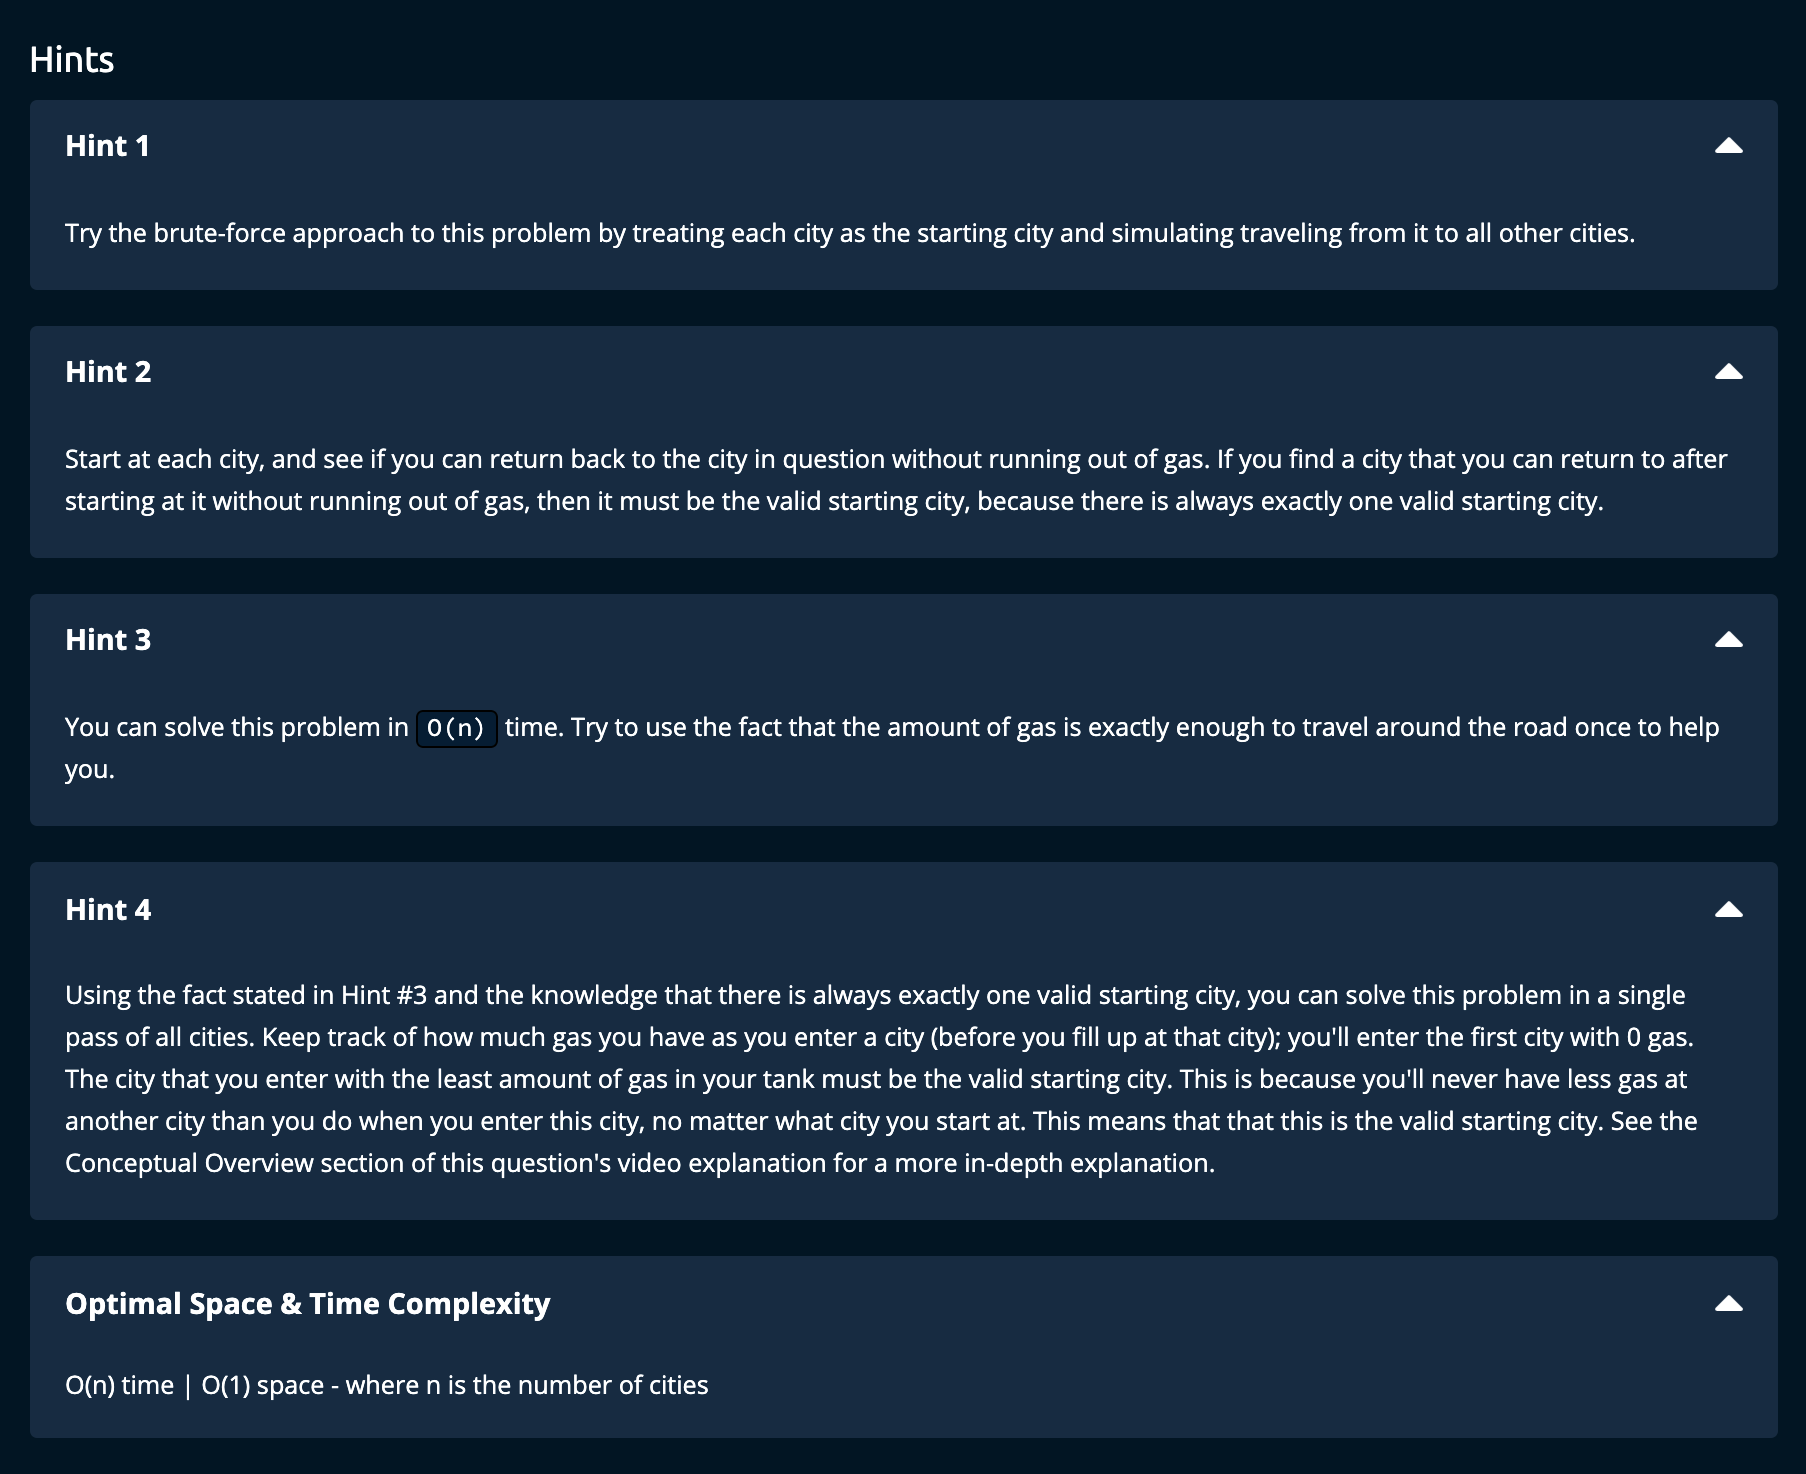 Hints
Hint 1
Try the brute-force approach to this problem by treating each city as the starting city and simulating traveling from it to all other cities.
Hint 2
Start at each city, and see if you can return back to the city in question without running out of gas. If you find a city that you can return to after
starting at it without running out of gas, then it must be the valid starting city, because there is always exactly one valid starting city.
Hint 3
You can solve this problem in O(n) time. Try to use the fact that the amount of gas is exactly enough to travel around the road once to help
you.
Hint 4
Using the fact stated in Hint #3 and the knowledge that there is always exactly one valid starting city, you can solve this problem in a single
pass of all cities. Keep track of how much gas you have as you enter a city (before you fill up at that city); you'll enter the first city with 0 gas.
The city that you enter with the least amount of gas in your tank must be the valid starting city. This is because you'll never have less gas at
another city than you do when you enter this city, no matter what city you start at. This means that that this is the valid starting city. See the
Conceptual Overview section of this question's video explanation for a more in-depth explanation.
Optimal Space & Time Complexity
O(n) time | O(1) space - where n is the number of cities